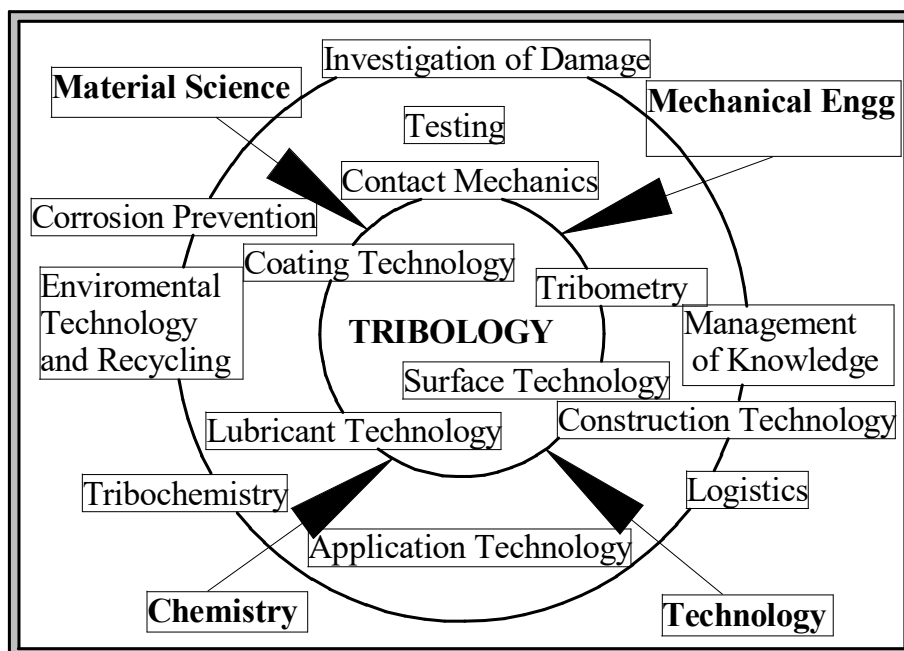 Investigation of Damage
Material Science
Mechanical Engg
Testing
Contact Mechanics
Corrosion Prevention
Coating Technology
Enviromental
Technology
and Recycling
Tribometry
TRIBOLOGY
Management
of Knowledge
Surface Technology
Lubricant Technology
Construction Technology
Tribochemistry
Logistics
Application Technology
Chemistry
Technology